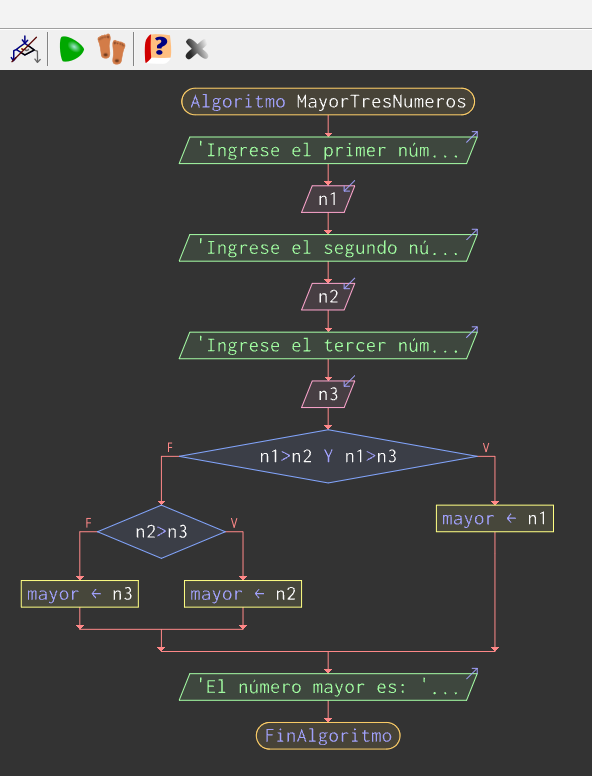 ?
Algoritmo MayorTresNumeros
'Ingrese el primer núm...
n1
'Ingrese el segundo nú...
n2
'Ingrese el tercer núm...
n3
F
n1>n2 Y n1>n3
V
F
n2>n3
V
mayor ← n1
mayor ← n3
mayor ← n2
'El número mayor es: '...
FinAlgoritmo